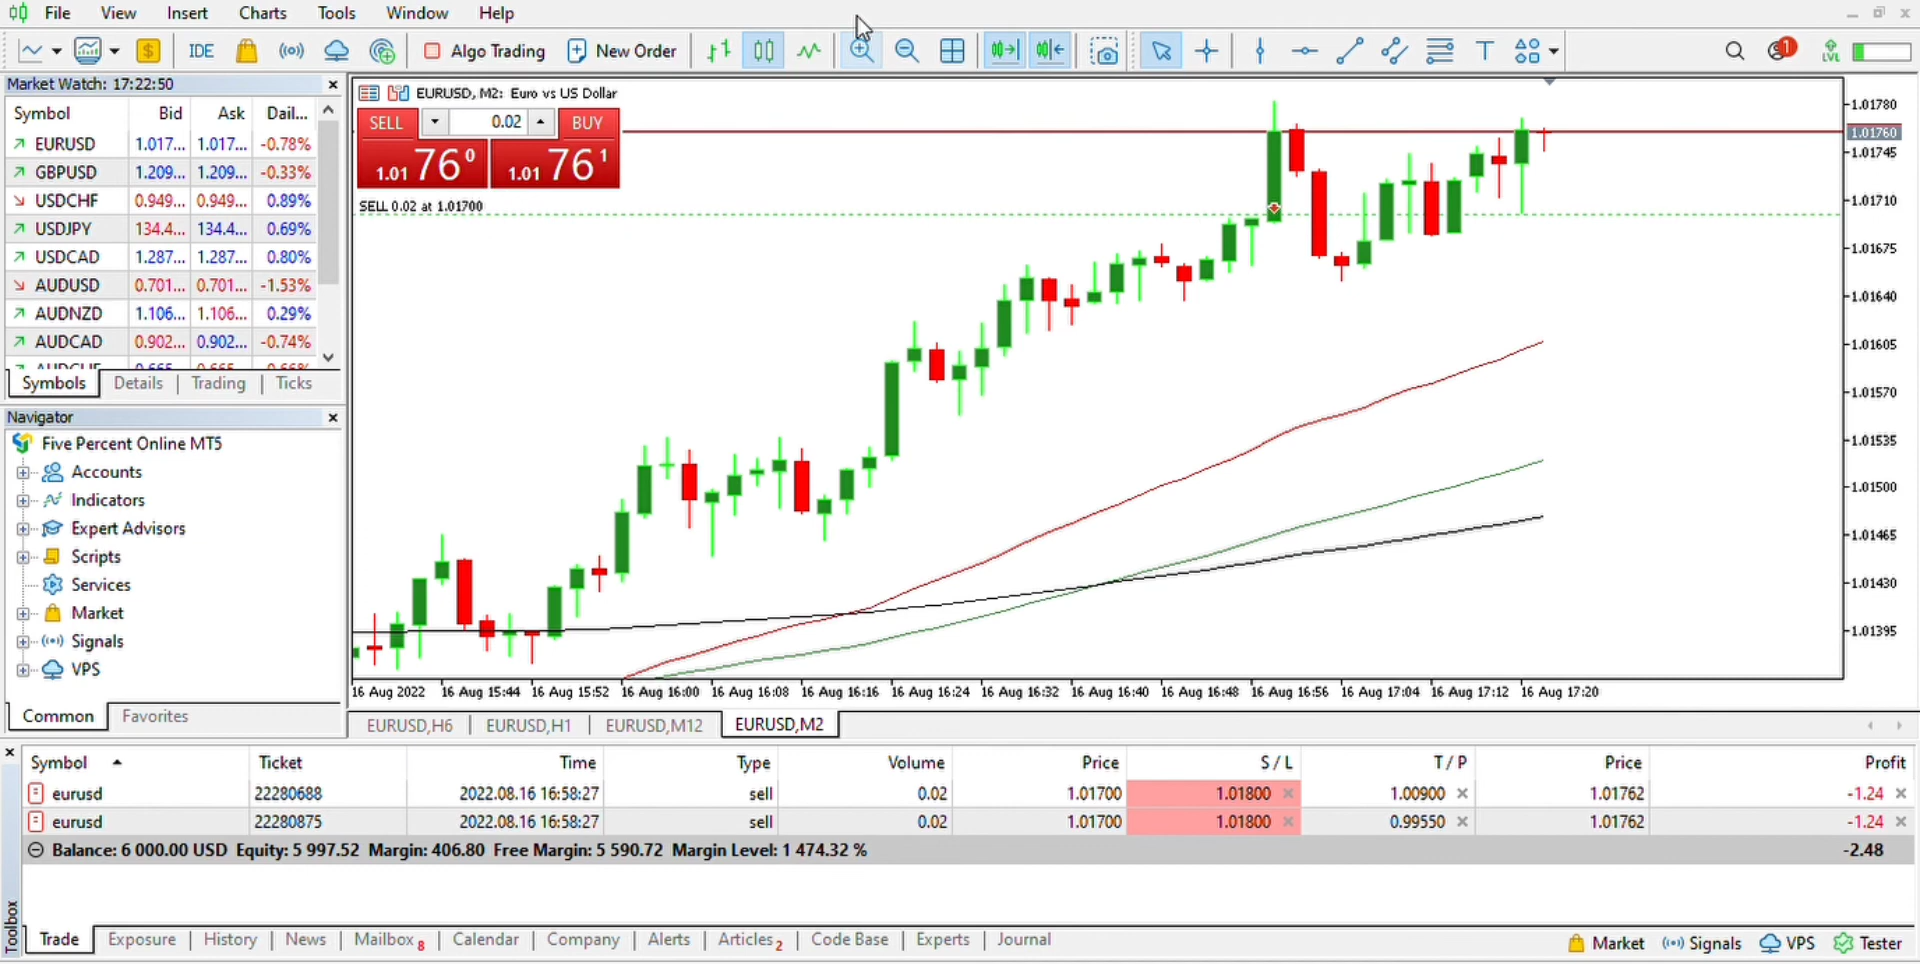 File View Insert Charts Tools Window Help
IDE Algo Trading New Order 1 LVL
Market Watch: 17:22:50
Symbol Bid Ask Dail...
EURUSD 1.017... 1.017... -0.78%
GBPUSD 1.209... 1.209... -0.33%
USDCHF 0.949... 0.949... 0.89%
USDJPY 134.4... 134.4... 0.69%
USDCAD 1.287... 1.287... 0.80%
AUDUSD 0.701... 0.701... -1.53%
AUDNZD 1.106... 1.106... 0.29%
AUDCAD 0.902... 0.902... -0.74%
Symbols Details Trading Ticks
Navigator
Five Percent Online MT5
Accounts
Indicators
Expert Advisors
Scripts
Services
Market
Signals
VPS
Common Favorites
EURUSD, M2: Euro vs US Dollar
SELL 0.02 BUY
1.01 76 0 1.01 76 1
SELL 0.02 at 1.01700
1.01780
1.01760
1.01745
1.01710
1.01675
1.01640
1.01605
1.01570
1.01535
1.01500
1.01465
1.01430
1.01395
16 Aug 2022 16 Aug 15:44 16 Aug 15:52 16 Aug 16:00 16 Aug 16:08 16 Aug 16:16 16 Aug 16:24 16 Aug 16:32 16 Aug 16:40 16 Aug 16:48 16 Aug 16:56 16 Aug 17:04 16 Aug 17:12 16 Aug 17:20
EURUSD,H6 EURUSD,H1 EURUSD,M12 EURUSD,M2
Symbol Ticket Time Type Volume Price S / L T / P Price Profit
eurusd 22280688 2022.08.16 16:58:27 sell 0.02 1.01700 1.01800 1.00900 1.01762 -1.24
eurusd 22280875 2022.08.16 16:58:27 sell 0.02 1.01700 1.01800 0.99550 1.01762 -1.24
Balance: 6 000.00 USD Equity: 5 997.52 Margin: 406.80 Free Margin: 5 590.72 Margin Level: 1 474.32 % -2.48
Toolbox
Trade Exposure History News Mailbox 8 Calendar Company Alerts Articles 2 Code Base Experts Journal
Market Signals VPS Tester